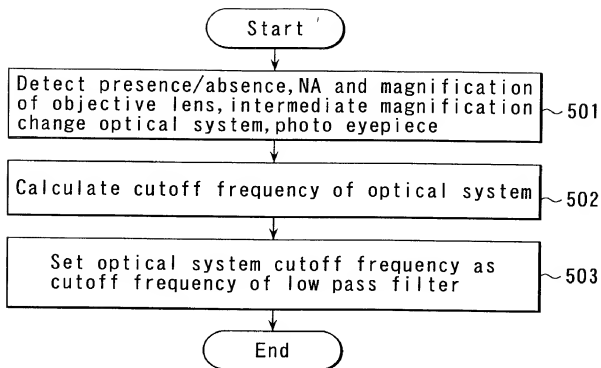 Start
Detect presence/absence, NA and magnification
of objective lens, intermediate magnification
change optical system, photo eyepiece
501
Calculate cutoff frequency of optical system
502
Set optical system cutoff frequency as
cutoff frequency of low pass filter
503
End